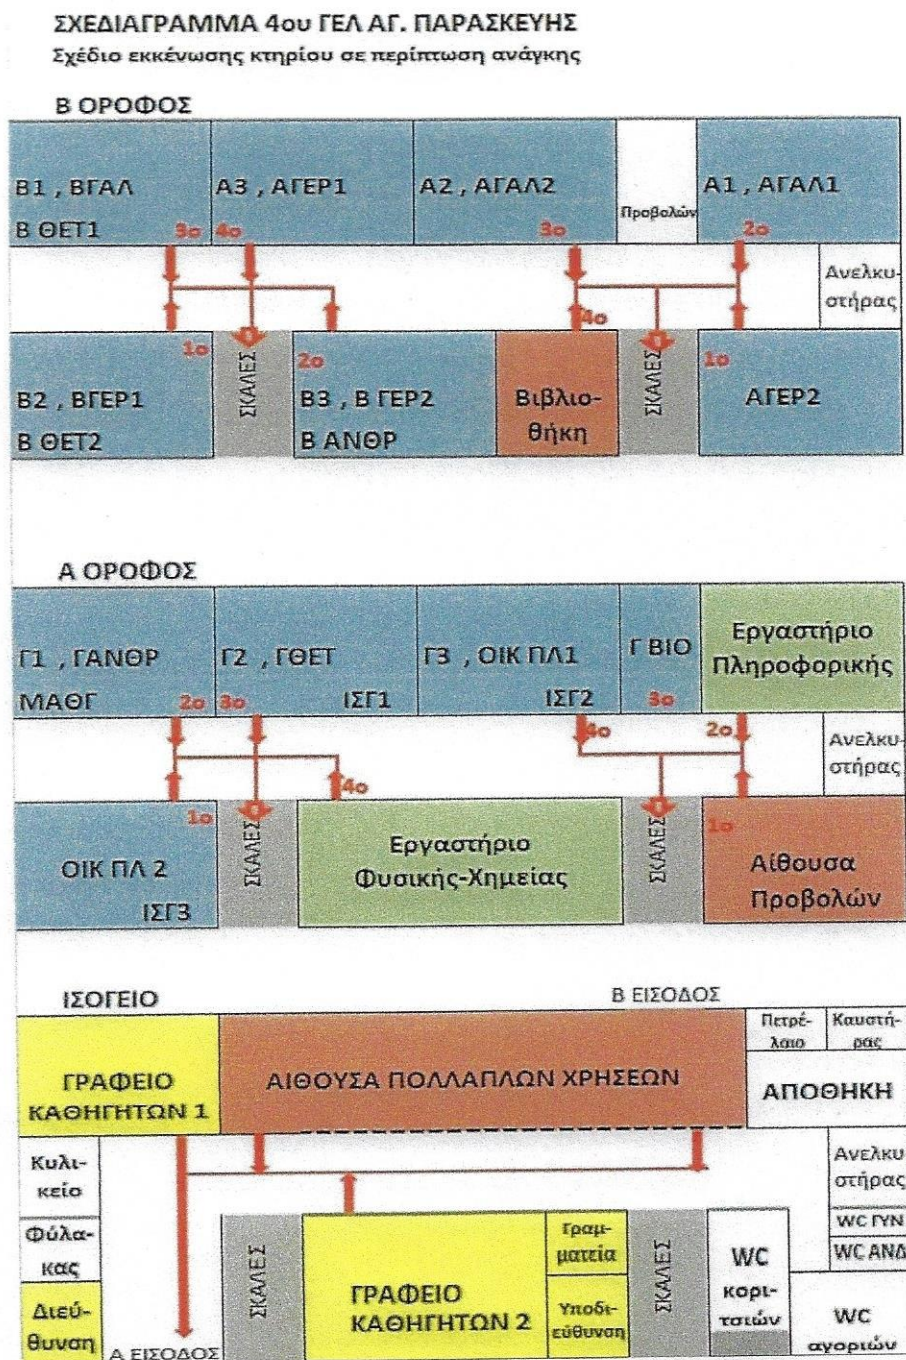 ΣΧΕΔΙΑΓΡΑΜΜΑ 4ου ΓΕΛ ΑΓ. ΠΑΡΑΣΚΕΥΗΣ
Σχέδιο εκκένωσης κτηρίου σε περίπτωση ανάγκης
Β ΟΡΟΦΟΣ
Β1 , ΒΓΑΛ
Β ΘΕΤ1
3ο
Α3 , ΑΓΕΡ1
4ο
Α2 , ΑΓΑΛ2
3ο
Προβολών
Α1 , ΑΓΑΛ1
2ο
Ανελκυ-
στήρας
1ο
Β2 , ΒΓΕΡ1
Β ΘΕΤ2
ΣΚΑΛΕΣ
2ο
Β3 , Β ΓΕΡ2
Β ΑΝΘΡ
4ο
Βιβλιο-
θήκη
ΣΚΑΛΕΣ
1ο
ΑΓΕΡ2
Α ΟΡΟΦΟΣ
Γ1 , ΓΑΝΘΡ
ΜΑΘΓ
2ο
Γ2 , ΓΘΕΤ
3ο
ΙΣΓ1
Γ3 , ΟΙΚ ΠΛ1
ΙΣΓ2
4ο
Γ ΒΙΟ
3ο
Εργαστήριο
Πληροφορικής
2ο
Ανελκυ-
στήρας
1ο
ΟΙΚ ΠΛ 2
ΙΣΓ3
ΣΚΑΛΕΣ
4ο
Εργαστήριο
Φυσικής-Χημείας
ΣΚΑΛΕΣ
1ο
Αίθουσα
Προβολών
ΙΣΟΓΕΙΟ
Β ΕΙΣΟΔΟΣ
ΓΡΑΦΕΙΟ
ΚΑΘΗΓΗΤΩΝ 1
ΑΙΘΟΥΣΑ ΠΟΛΛΑΠΛΩΝ ΧΡΗΣΕΩΝ
Πετρέ-
λαιο
Καυστή-
ρας
ΑΠΟΘΗΚΗ
Κυλι-
κείο
Φύλα-
κας
Διεύ-
θυνση
Α ΕΙΣΟΔΟΣ
ΣΚΑΛΕΣ
ΓΡΑΦΕΙΟ
ΚΑΘΗΓΗΤΩΝ 2
Γραμ-
ματεία
Υποδι-
εύθυνση
ΣΚΑΛΕΣ
WC
κορι-
τσιών
Ανελκυ
στήρας
WC ΓΥΝ
WC ΑΝΔ
WC
αγοριών